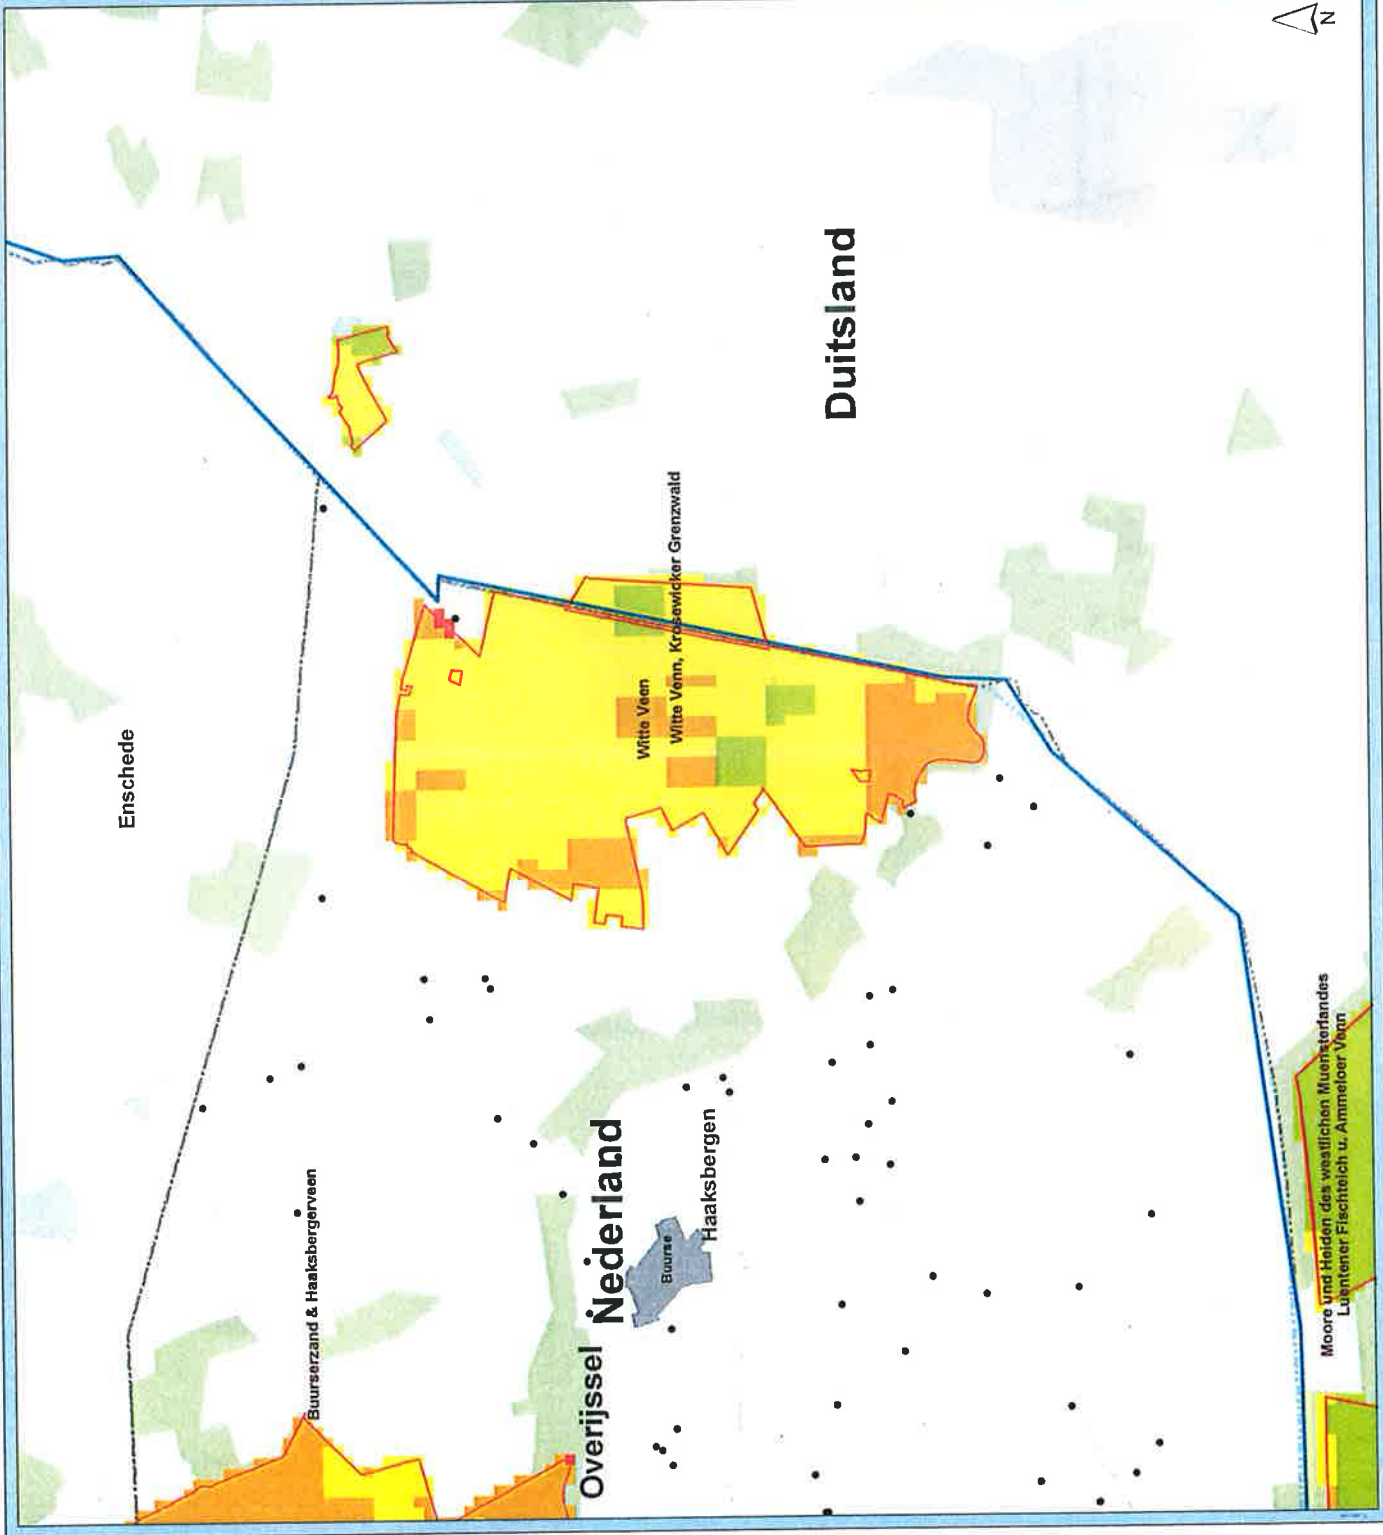 Enschede
Buurserzand & Haaksbergerveen
Witte Veen
Witte Venn, Krosewicker Grenzwald
Duitsland
Overijssel
Nederland
Buurse
Haaksbergen
Moore und Heiden des westlichen Muensterlandes
Luentener Fischteich u. Ammeloer Venn
N